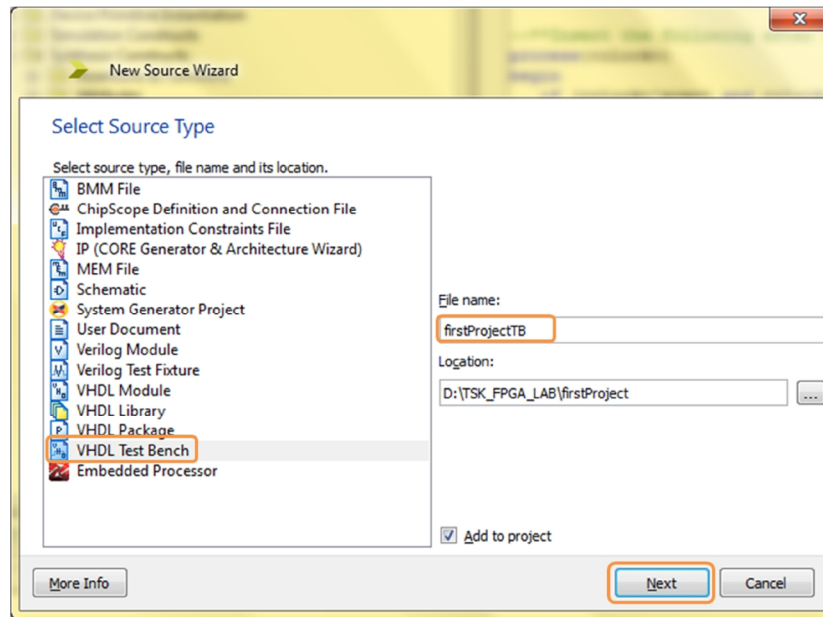 New Source Wizard
Select Source Type
Select source type, file name and its location.
BMM File
ChipScope Definition and Connection File
Implementation Constraints File
IP (CORE Generator & Architecture Wizard)
MEM File
Schematic
System Generator Project
User Document
Verilog Module
Verilog Test Fixture
VHDL Module
VHDL Library
VHDL Package
VHDL Test Bench
Embedded Processor
File name:
firstProjectTB
Location:
D:\TSK_FPGA_LAB\firstProject
...
Add to project
More Info
Next
Cancel